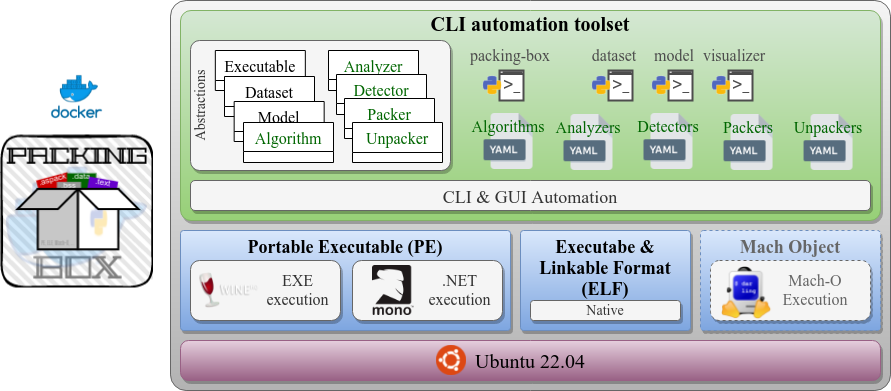 CLI automation toolset
docker
PACKING
.aspack .data .text
BOX
Abstractions
Executable
Dataset
Model
Algorithm
Analyzer
Detector
Packer
Unpacker
packing-box dataset model visualizer
>_ >_ >_ >_
Algorithms Analyzers Detectors Packers Unpackers
YAML YAML YAML YAML YAML
CLI & GUI Automation
Portable Executable (PE)
WINE
EXE
execution
mono
.NET
execution
Executabe &
Linkable Format
(ELF)
Native
Mach Object
Mach-O
Execution
Ubuntu 22.04